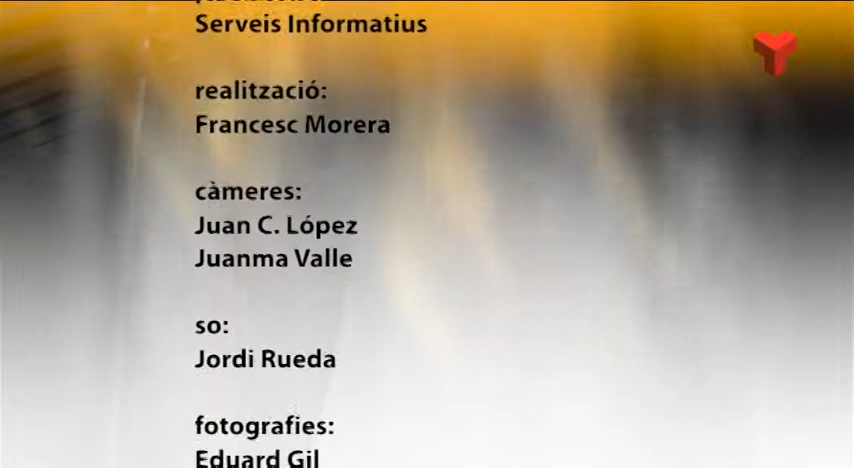 Serveis Informatius
realització:
Francesc Morera
càmeres:
Juan C. López
Juanma Valle
so:
Jordi Rueda
fotografies:
Eduard Gil